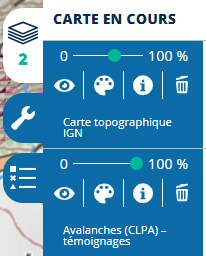 CARTE EN COURS
2
0 100 %
Carte topographique
IGN
0 100 %
Avalanches (CLPA) –
témoignages